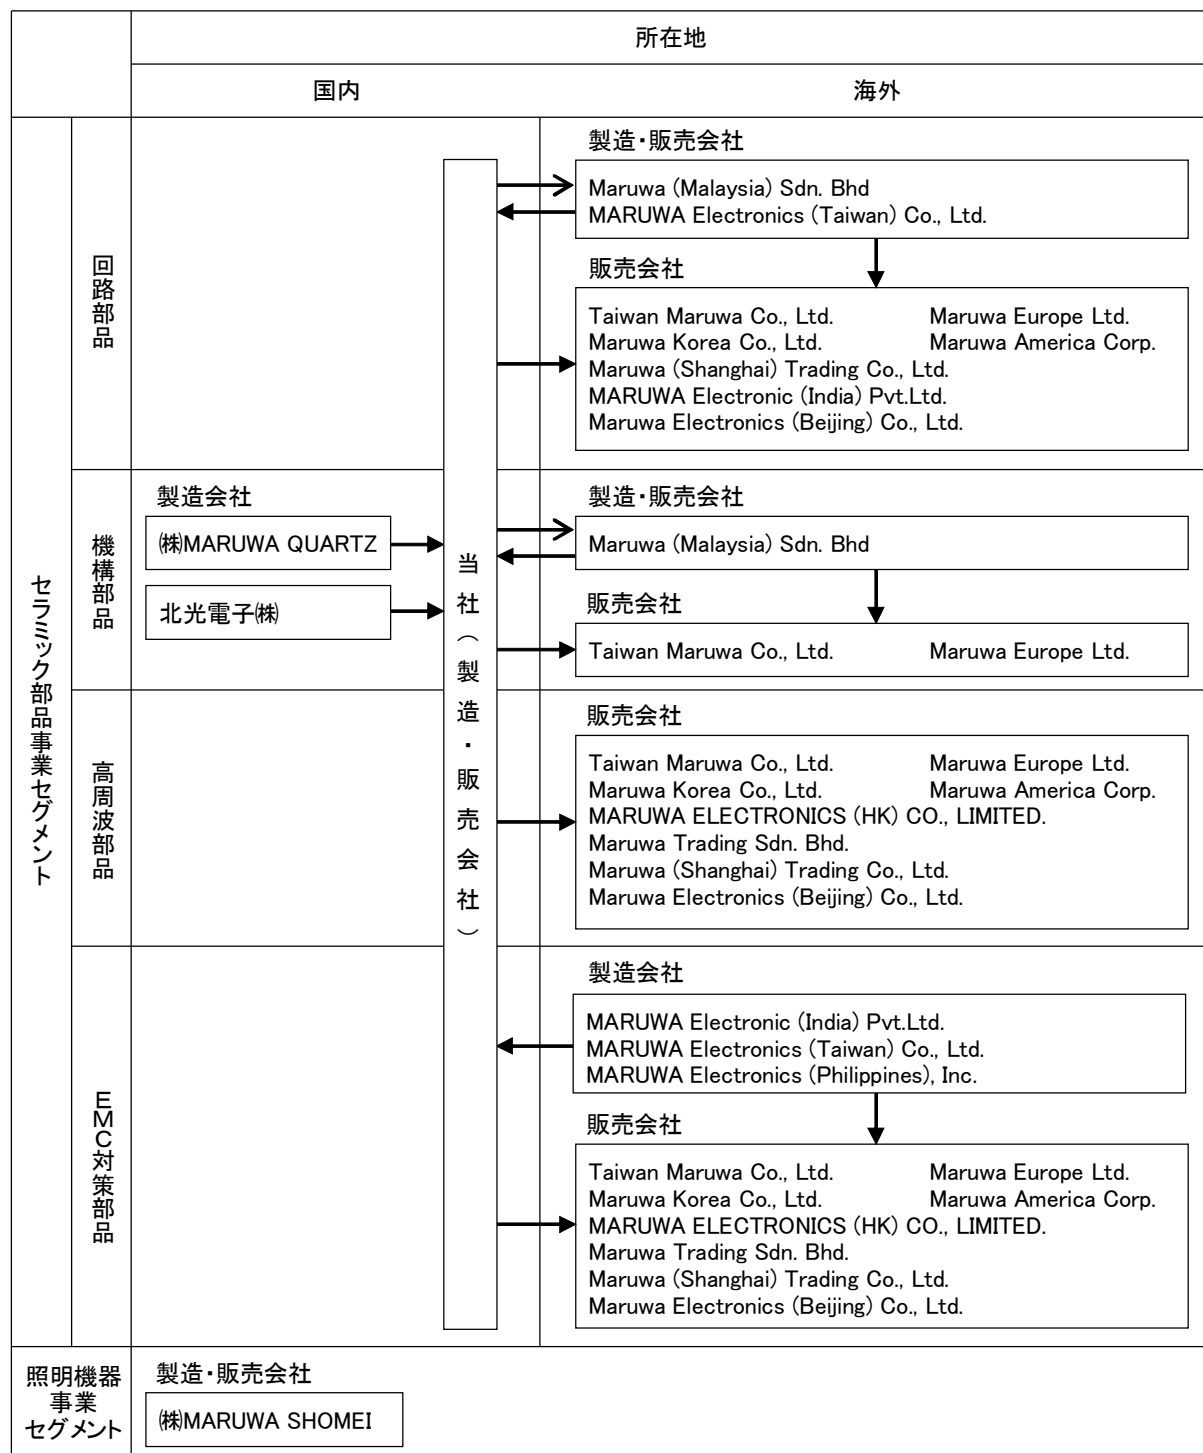 所在地
国内
海外
セラミック部品事業セグメント
回路部品
当社(製造・販売会社)
製造・販売会社
Maruwa (Malaysia) Sdn. Bhd
MARUWA Electronics (Taiwan) Co., Ltd.
販売会社
Taiwan Maruwa Co., Ltd. Maruwa Europe Ltd.
Maruwa Korea Co., Ltd. Maruwa America Corp.
Maruwa (Shanghai) Trading Co., Ltd.
MARUWA Electronic (India) Pvt.Ltd.
Maruwa Electronics (Beijing) Co., Ltd.
機構部品
製造会社
㈱MARUWA QUARTZ
北光電子㈱
製造・販売会社
Maruwa (Malaysia) Sdn. Bhd
販売会社
Taiwan Maruwa Co., Ltd. Maruwa Europe Ltd.
高周波部品
販売会社
Taiwan Maruwa Co., Ltd. Maruwa Europe Ltd.
Maruwa Korea Co., Ltd. Maruwa America Corp.
MARUWA ELECTRONICS (HK) CO., LIMITED.
Maruwa Trading Sdn. Bhd.
Maruwa (Shanghai) Trading Co., Ltd.
Maruwa Electronics (Beijing) Co., Ltd.
EMC対策部品
製造会社
MARUWA Electronic (India) Pvt.Ltd.
MARUWA Electronics (Taiwan) Co., Ltd.
MARUWA Electronics (Philippines), Inc.
販売会社
Taiwan Maruwa Co., Ltd. Maruwa Europe Ltd.
Maruwa Korea Co., Ltd. Maruwa America Corp.
MARUWA ELECTRONICS (HK) CO., LIMITED.
Maruwa Trading Sdn. Bhd.
Maruwa (Shanghai) Trading Co., Ltd.
Maruwa Electronics (Beijing) Co., Ltd.
照明機器
事業
セグメント
製造・販売会社
㈱MARUWA SHOMEI